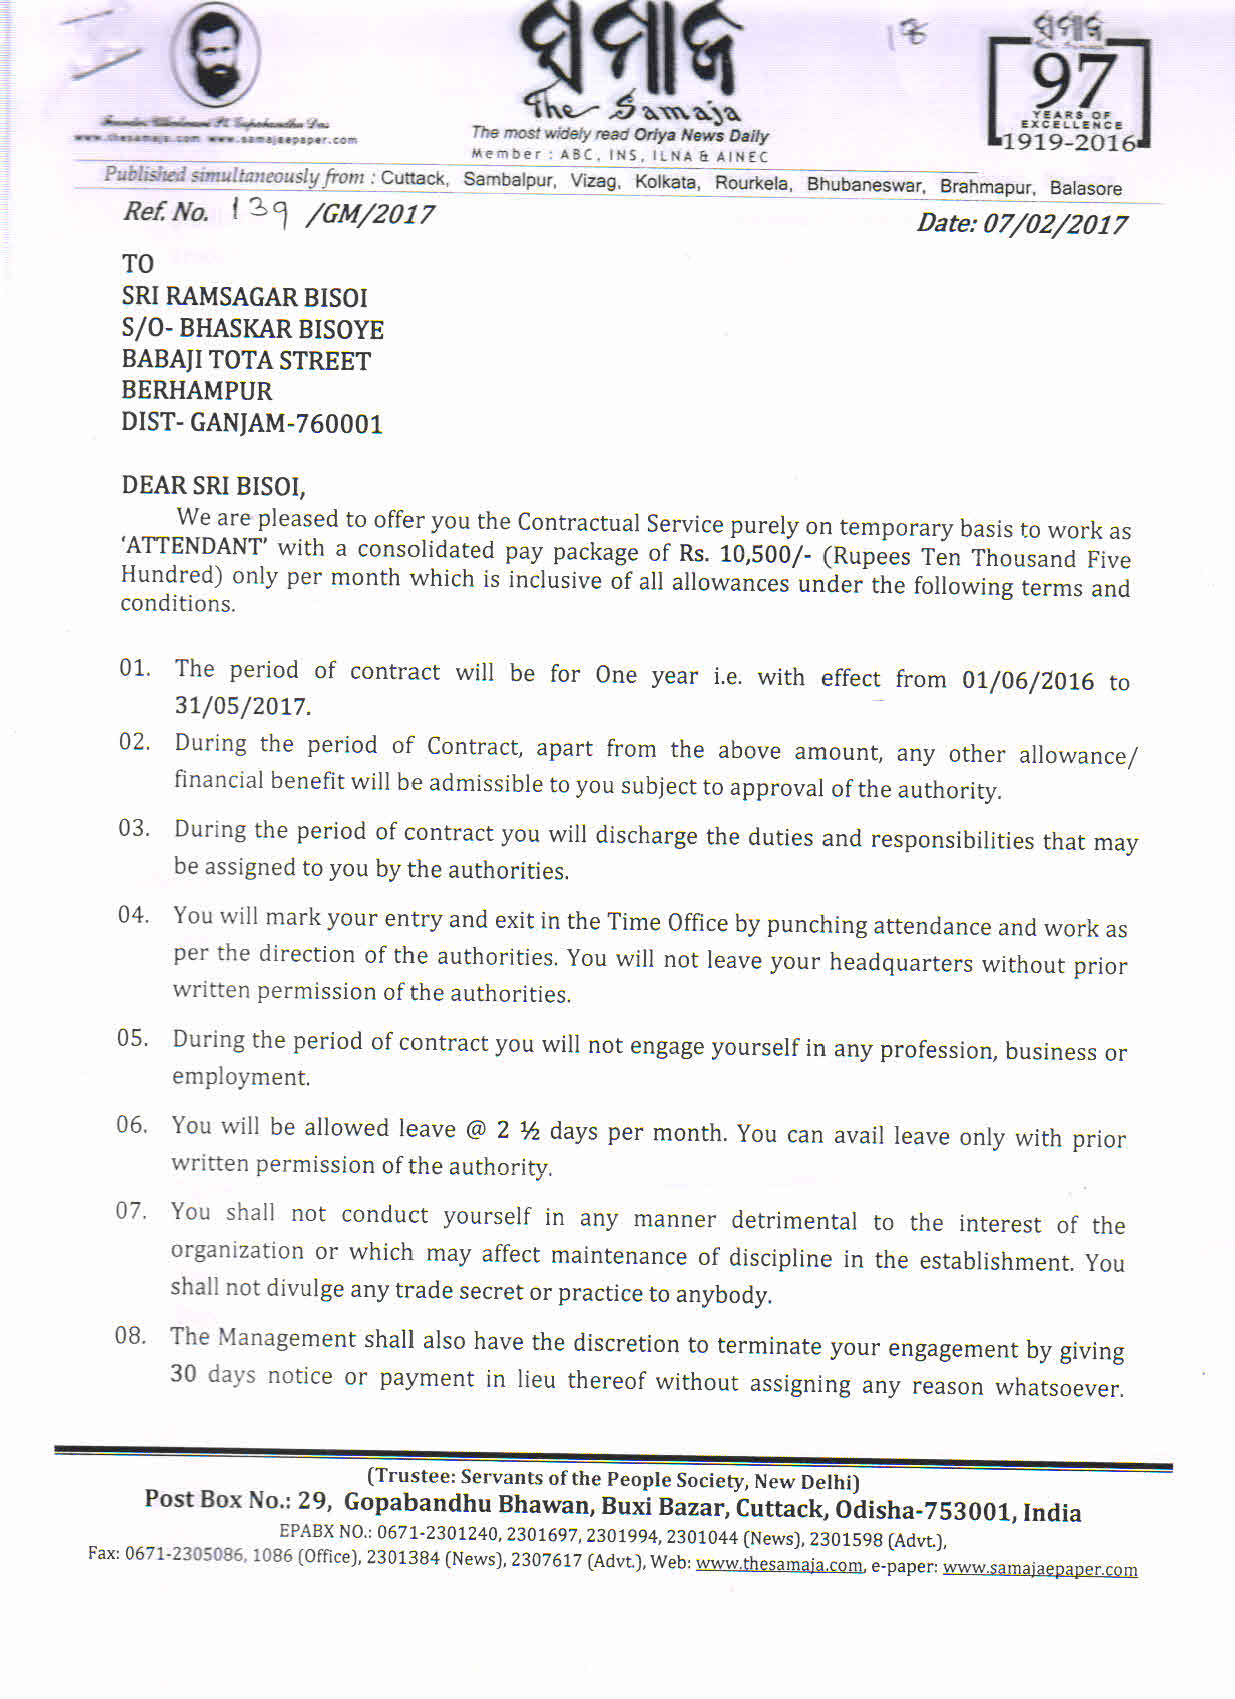 ସମାଜ
The Samaja
The most widely read Oriya News Daily
Member : ABC, INS, ILNA & AINEC
18
ସମାଜ
The Samaja
97
YEARS OF
EXCELLENCE
1919-2016
www.thesamaja.com www.samajaepaper.com
Published simultaneously from : Cuttack, Sambalpur, Vizag, Kolkata, Rourkela, Bhubaneswar, Brahmapur, Balasore
Ref. No. 139 /GM/2017 Date: 07/02/2017
TO
SRI RAMSAGAR BISOI
S/O- BHASKAR BISOYE
BABAJI TOTA STREET
BERHAMPUR
DIST- GANJAM-760001
DEAR SRI BISOI,
We are pleased to offer you the Contractual Service purely on temporary basis to work as
‘ATTENDANT’ with a consolidated pay package of Rs. 10,500/- (Rupees Ten Thousand Five
Hundred) only per month which is inclusive of all allowances under the following terms and
conditions.
01. The period of contract will be for One year i.e. with effect from 01/06/2016 to
31/05/2017.
02. During the period of Contract, apart from the above amount, any other allowance/
financial benefit will be admissible to you subject to approval of the authority.
03. During the period of contract you will discharge the duties and responsibilities that may
be assigned to you by the authorities.
04. You will mark your entry and exit in the Time Office by punching attendance and work as
per the direction of the authorities. You will not leave your headquarters without prior
written permission of the authorities.
05. During the period of contract you will not engage yourself in any profession, business or
employment.
06. You will be allowed leave @ 2 ½ days per month. You can avail leave only with prior
written permission of the authority.
07. You shall not conduct yourself in any manner detrimental to the interest of the
organization or which may affect maintenance of discipline in the establishment. You
shall not divulge any trade secret or practice to anybody.
08. The Management shall also have the discretion to terminate your engagement by giving
30 days notice or payment in lieu thereof without assigning any reason whatsoever.
(Trustee: Servants of the People Society, New Delhi)
Post Box No.: 29, Gopabandhu Bhawan, Buxi Bazar, Cuttack, Odisha-753001, India
EPABX NO.: 0671-2301240, 2301697, 2301994, 2301044 (News), 2301598 (Advt.),
Fax: 0671-2305086, 1086 (Office), 2301384 (News), 2307617 (Advt.), Web: www.thesamaja.com, e-paper: www.samajaepaper.com